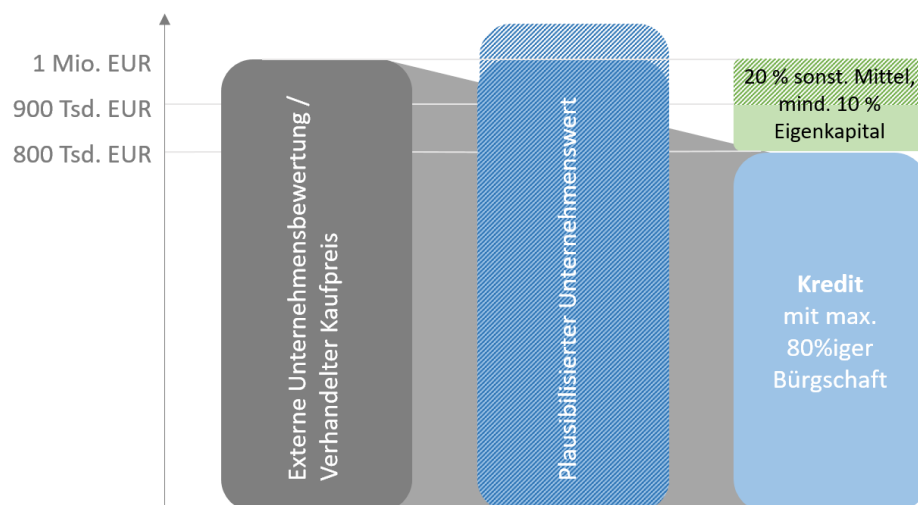 1 Mio. EUR
900 Tsd. EUR
800 Tsd. EUR
Externe Unternehmensbewertung /
Verhandelter Kaufpreis
Plausibilisierter Unternehmenswert
20 % sonst. Mittel,
mind. 10 %
Eigenkapital
Kredit
mit max.
80%iger
Bürgschaft